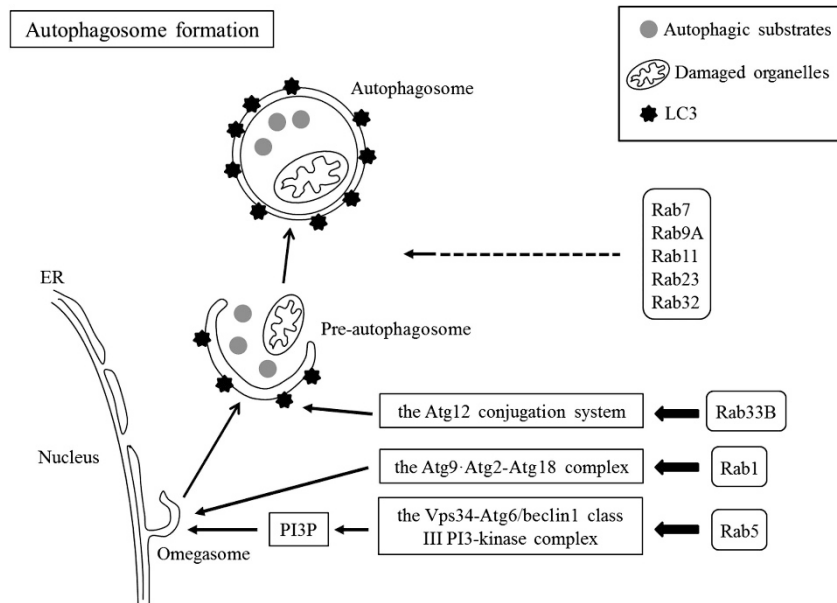 Autophagosome formation
Autophagic substrates
Damaged organelles
LC3
Autophagosome
Rab7
Rab9A
Rab11
Rab23
Rab32
ER
Pre-autophagosome
the Atg12 conjugation system
Rab33B
Nucleus
the Atg9·Atg2-Atg18 complex
Rab1
Omegasome
PI3P
the Vps34-Atg6/beclin1 class
III PI3-kinase complex
Rab5